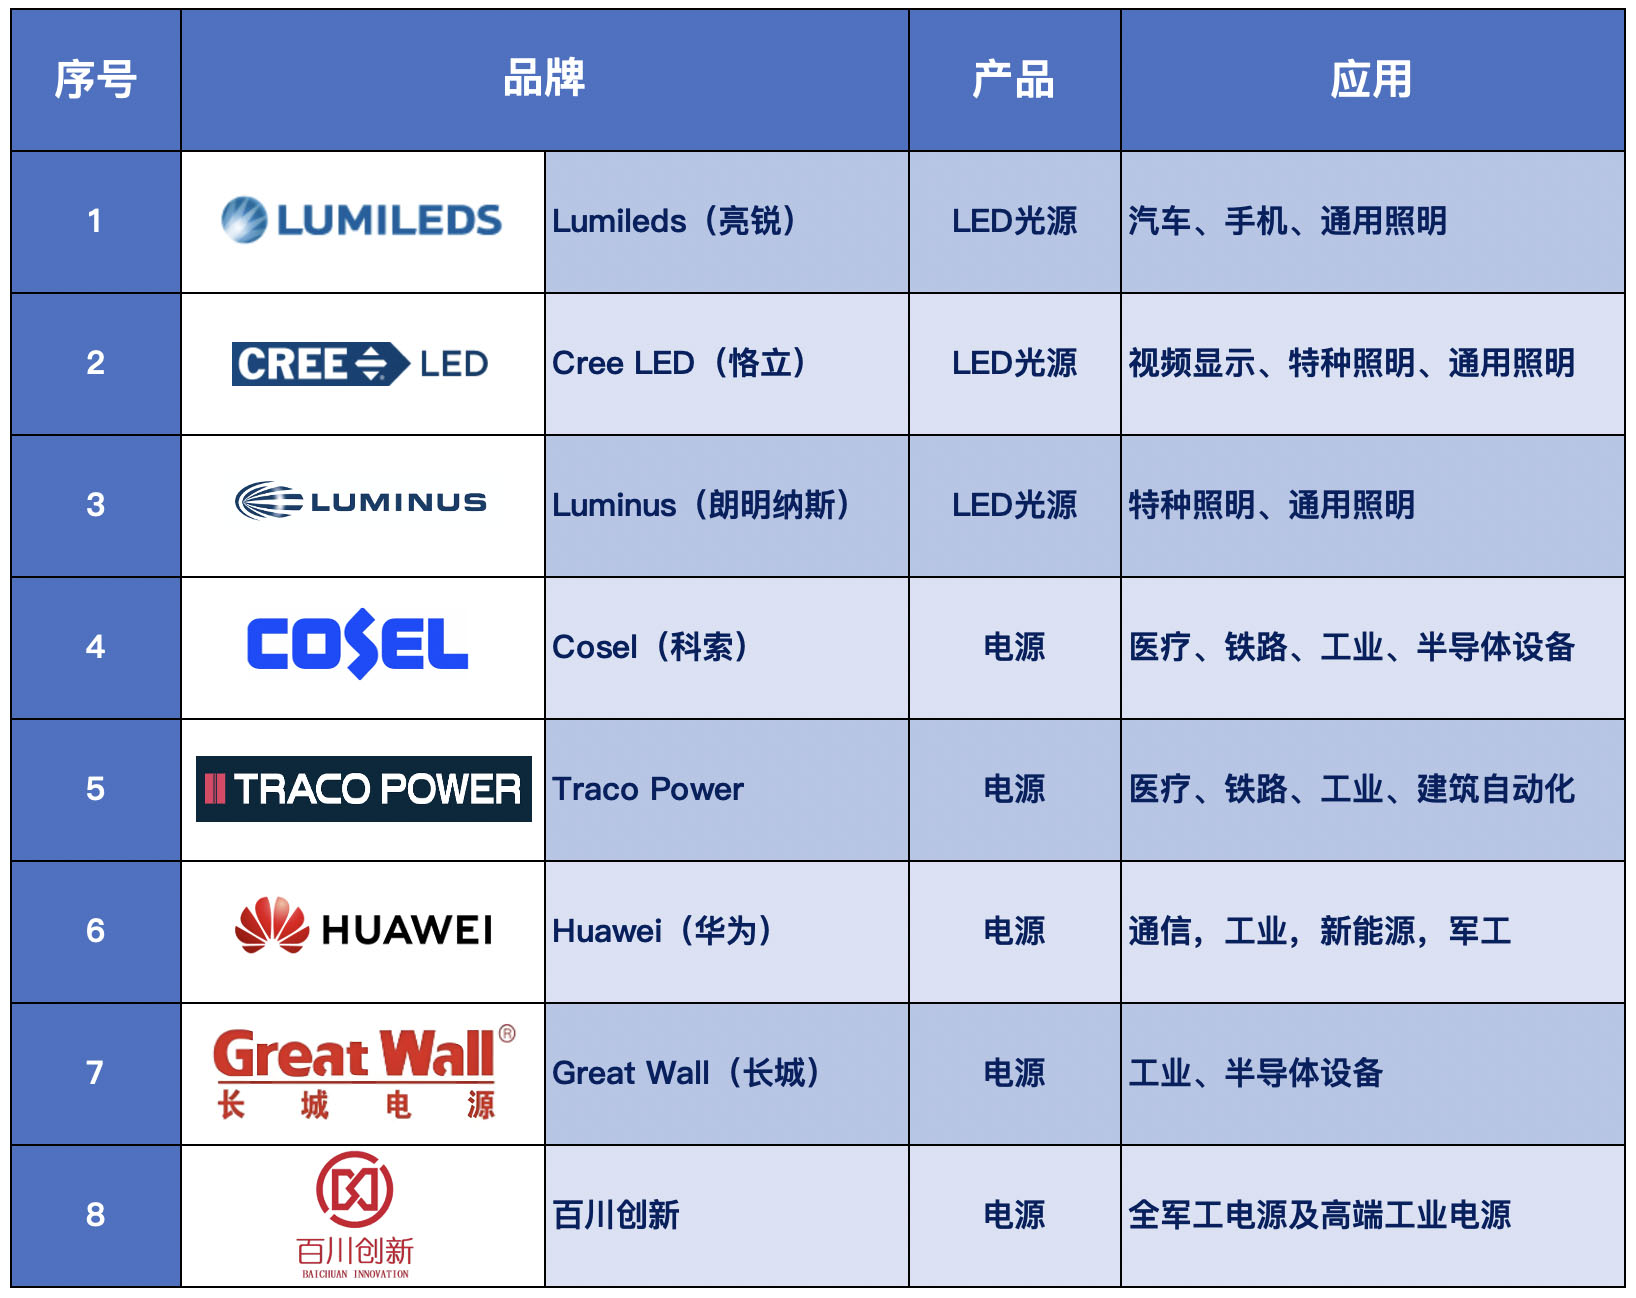 序号 品牌 产品 应用
1 LUMILEDS Lumileds（亮锐） LED光源 汽车、手机、通用照明
2 CREE LED Cree LED（恪立） LED光源 视频显示、特种照明、通用照明
3 LUMINUS Luminus（朗明纳斯） LED光源 特种照明、通用照明
4 COSEL Cosel（科索） 电源 医疗、铁路、工业、半导体设备
5 TRACO POWER Traco Power 电源 医疗、铁路、工业、建筑自动化
6 HUAWEI Huawei（华为） 电源 通信，工业，新能源，军工
7 Great Wall® Great Wall（长城） 电源 工业、半导体设备
长城电源
8 百川创新 电源 全军工电源及高端工业电源
百川创新
BAICHUAN INNOVATION